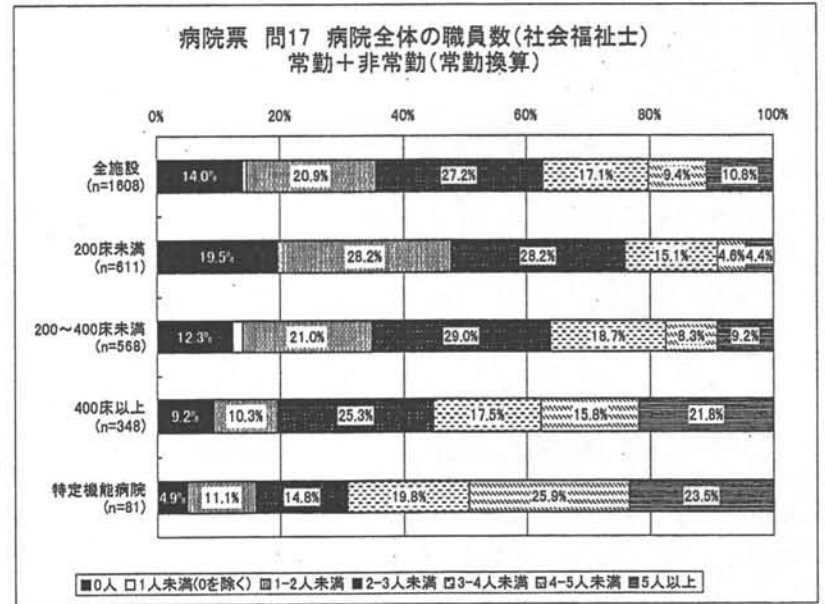 病院票 問17 病院全体の職員数(社会福祉士)
常勤+非常勤(常勤換算)
0% 20% 40% 60% 80% 100%
全施設
(n=1608)
14.0% 20.9% 27.2% 17.1% 9.4% 10.8%
200床未満
(n=611)
19.5% 28.2% 28.2% 15.1% 4.6% 4.4%
200～400床未満
(n=568)
12.3% 21.0% 29.0% 18.7% 8.3% 9.2%
400床以上
(n=348)
9.2% 10.3% 25.3% 17.5% 15.8% 21.8%
特定機能病院
(n=81)
4.9% 11.1% 14.8% 19.8% 25.9% 23.5%
■0人 □1人未満(0を除く) 1-2人未満 2-3人未満 3-4人未満 4-5人未満 5人以上